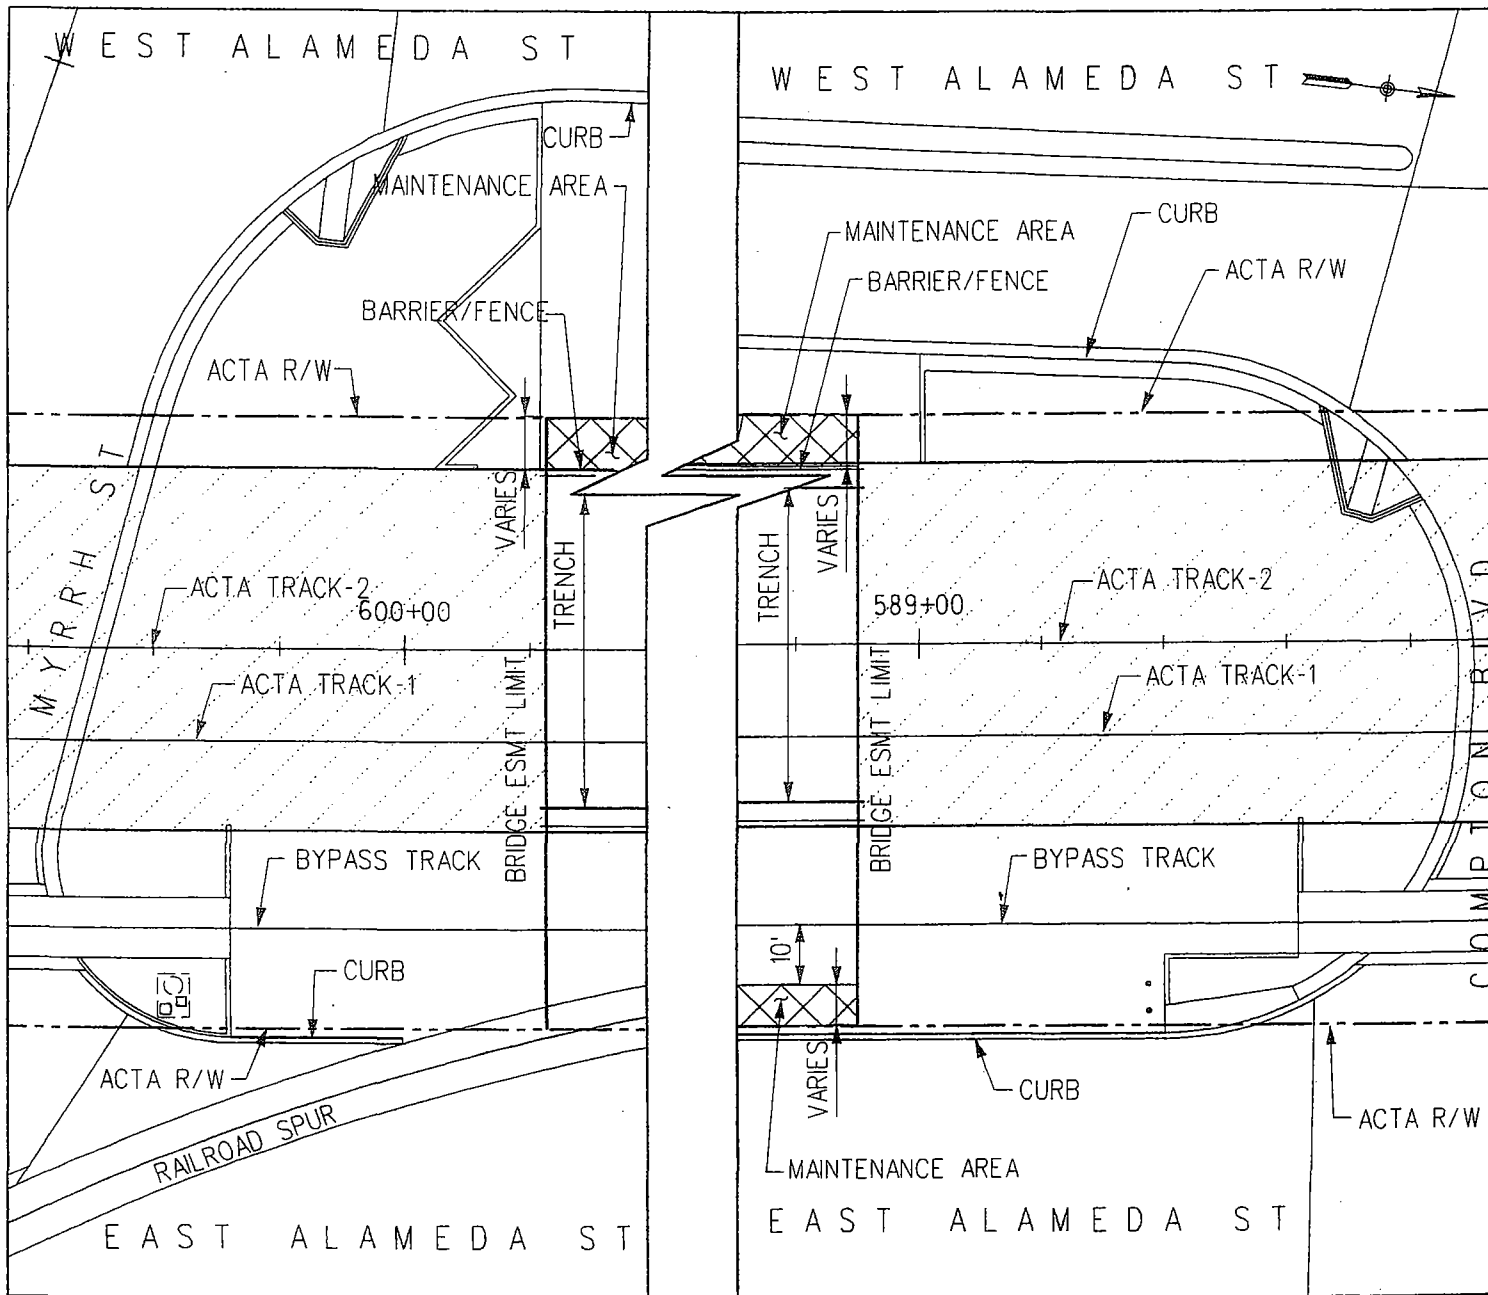 WEST ALAMEDA ST
WEST ALAMEDA ST
CURB
MAINTENANCE AREA
BARRIER/FENCE
ACTA R/W
MAINTENANCE AREA
CURB
BARRIER/FENCE
ACTA R/W
MYRRH ST
VARIES
TRENCH
ACTA TRACK-2
600+00
ACTA TRACK-1
BRIDGE ESMT LIMIT
BYPASS TRACK
CURB
ACTA R/W
RAILROAD SPUR
EAST ALAMEDA ST
TRENCH
VARIES
589+00
ACTA TRACK-2
ACTA TRACK-1
BRIDGE ESMT LIMIT
BYPASS TRACK
COMPTON BLVD
10'
VARIES
CURB
ACTA R/W
MAINTENANCE AREA
EAST ALAMEDA ST